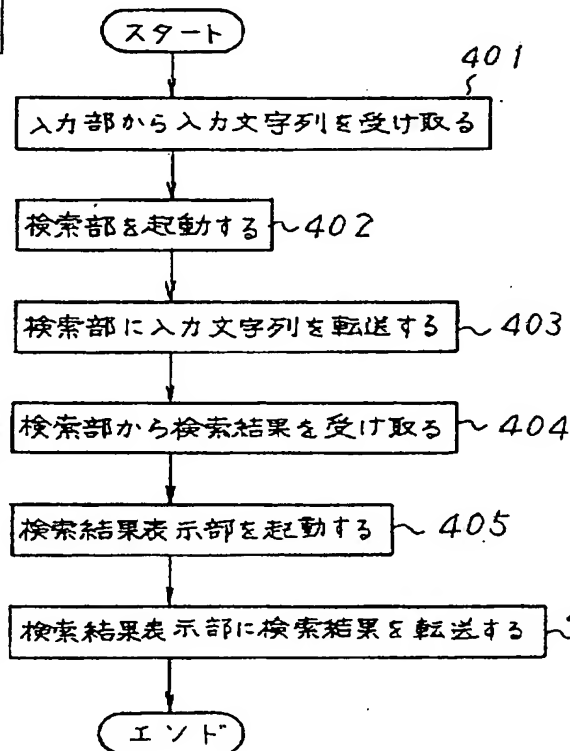 スタート
401
入力部から入力文字列を受け取る
検索部を起動する ~402
検索部に入力文字列を転送する ~403
検索部から検索結果を受け取る ~404
検索結果表示部を起動する ~405
検索結果表示部に検索結果を転送する
エンド